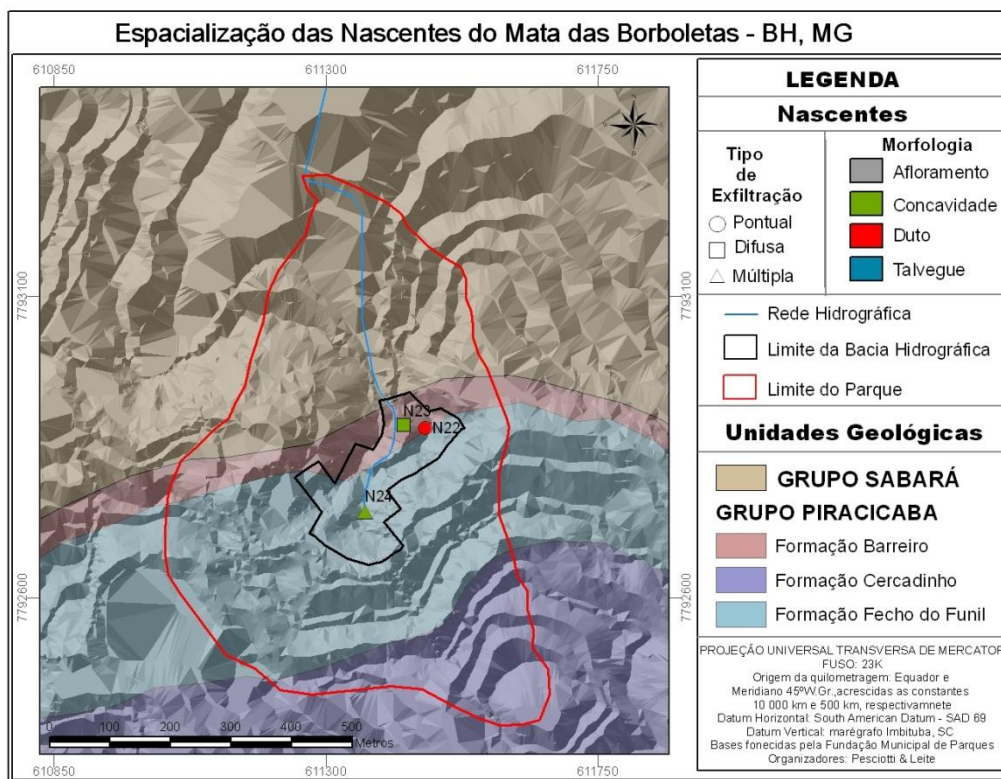 Espacialização das Nascentes do Mata das Borboletas - BH, MG
610850
611300
611750
7793100
7792600
7793100
7792600
N23
N22
N24
0 100 200 300 400 500
Metros
610850
611300
611750
LEGENDA
Nascentes
Tipo
de
Exfiltração
Pontual
Difusa
Múltipla
Morfologia
Afloramento
Concavidade
Duto
Talvegue
Rede Hidrográfica
Limite da Bacia Hidrográfica
Limite do Parque
Unidades Geológicas
GRUPO SABARÁ
GRUPO PIRACICABA
Formação Barreiro
Formação Cercadinho
Formação Fecho do Funil
PROJEÇÃO UNIVERSAL TRANSVERSA DE MERCATOR
FUSO: 23K
Origem da quilometragem: Equador e
Meridiano 45ºW.Gr.,acrescidas as constantes
10 000 km e 500 km, respectivamnete
Datum Horizontal: South American Datum - SAD 69
Datum Vertical: marégrafo Imbituba, SC
Bases fonecidas pela Fundação Municipal de Parques
Organizadores: Pesciotti & Leite